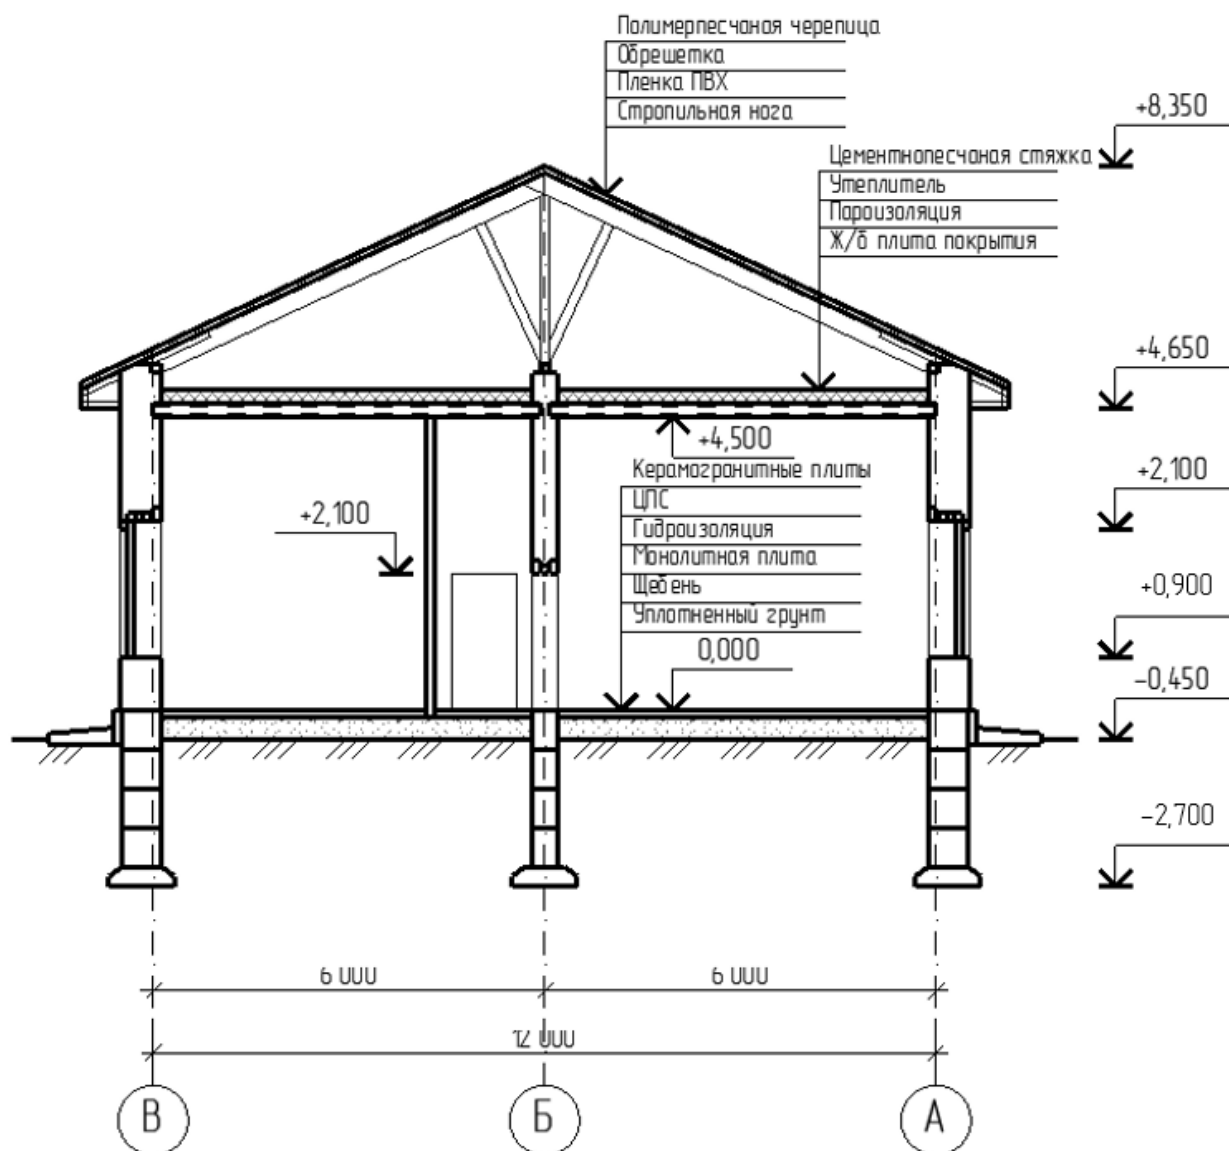 Полимерпесчаная черепица
Обрешетка
Пленка ПВХ
Стропильная нога
+8,350
Цементнопесчаная стяжка
Утеплитель
Пароизоляция
Ж/б плита покрытия
+4,650
+4,500
Керамогранитные плиты
ЦПС
Гидроизоляция
Монолитная плита
Щебень
Уплотненный грунт
+2,100
+2,100
+0,900
0,000
-0,450
-2,700
6 000
6 000
12 000
В
Б
А